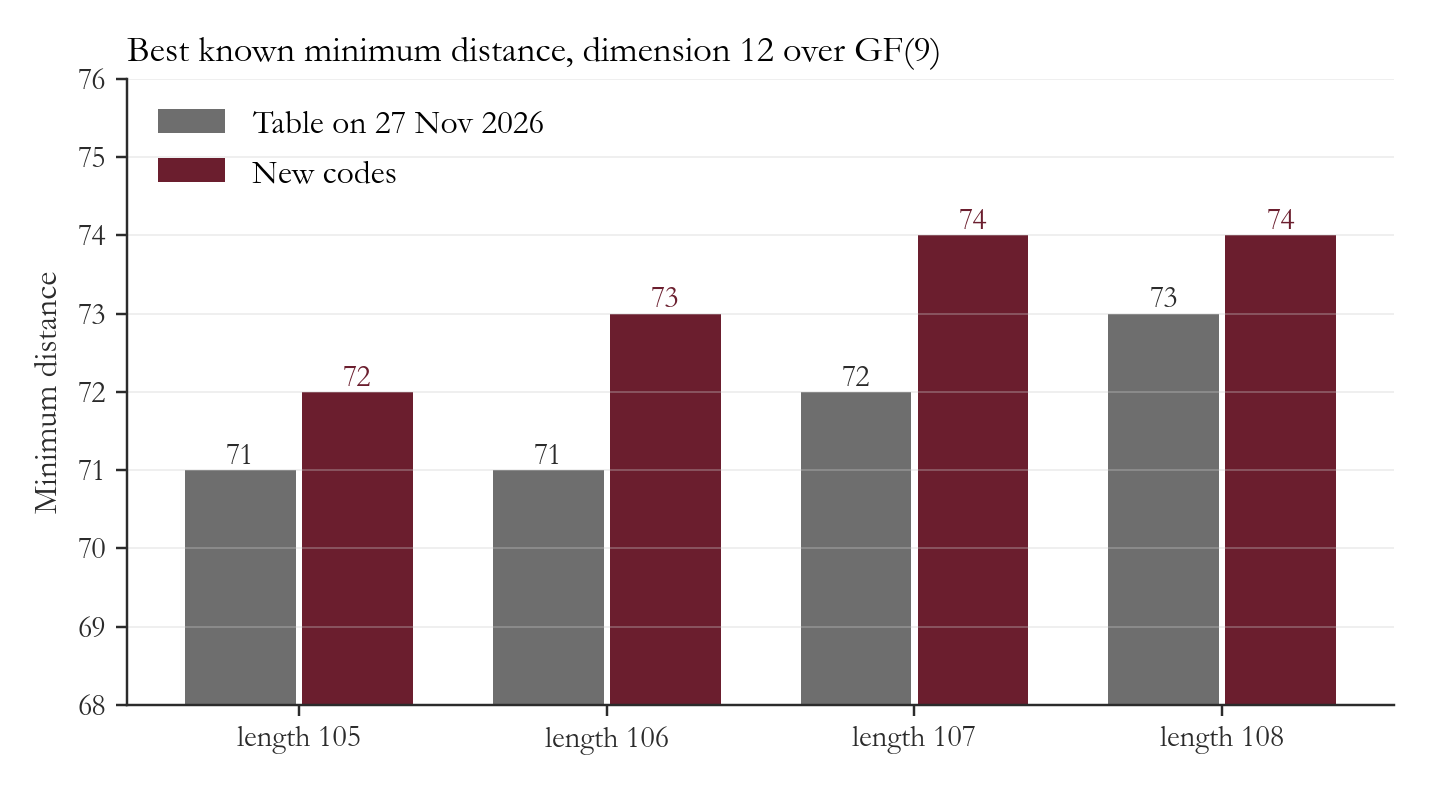 Best known minimum distance, dimension 12 over GF(9)
76
75
74
73
72
71
70
69
68
Minimum distance
Table on 27 Nov 2026
New codes
71
72
71
73
72
74
73
74
length 105
length 106
length 107
length 108